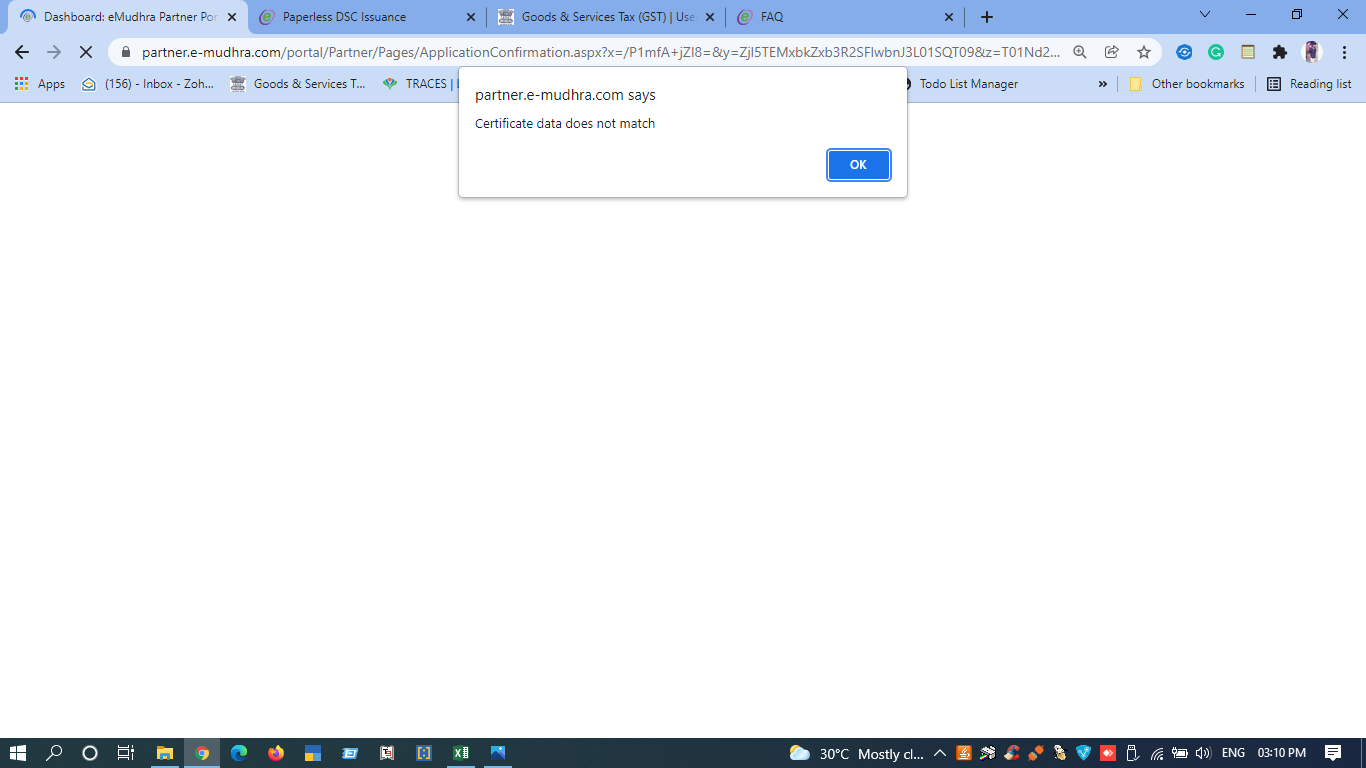 Dashboard: eMudhra Partner Por
Paperless DSC Issuance
Goods & Services Tax (GST) | Use
FAQ
partner.e-mudhra.com/portal/Partner/Pages/ApplicationConfirmation.aspx?x=/P1mfA+jZI8=&y=ZjI5TEMxbkZxb3R2SFIwbnJ3L01SQT09&z=T01Nd2...
Apps
(156) - Inbox - Zoh...
Goods & Services T...
TRACES |
Todo List Manager
»
Other bookmarks
Reading list
partner.e-mudhra.com says
Certificate data does not match
OK
30°C Mostly cl...
ENG
03:10 PM